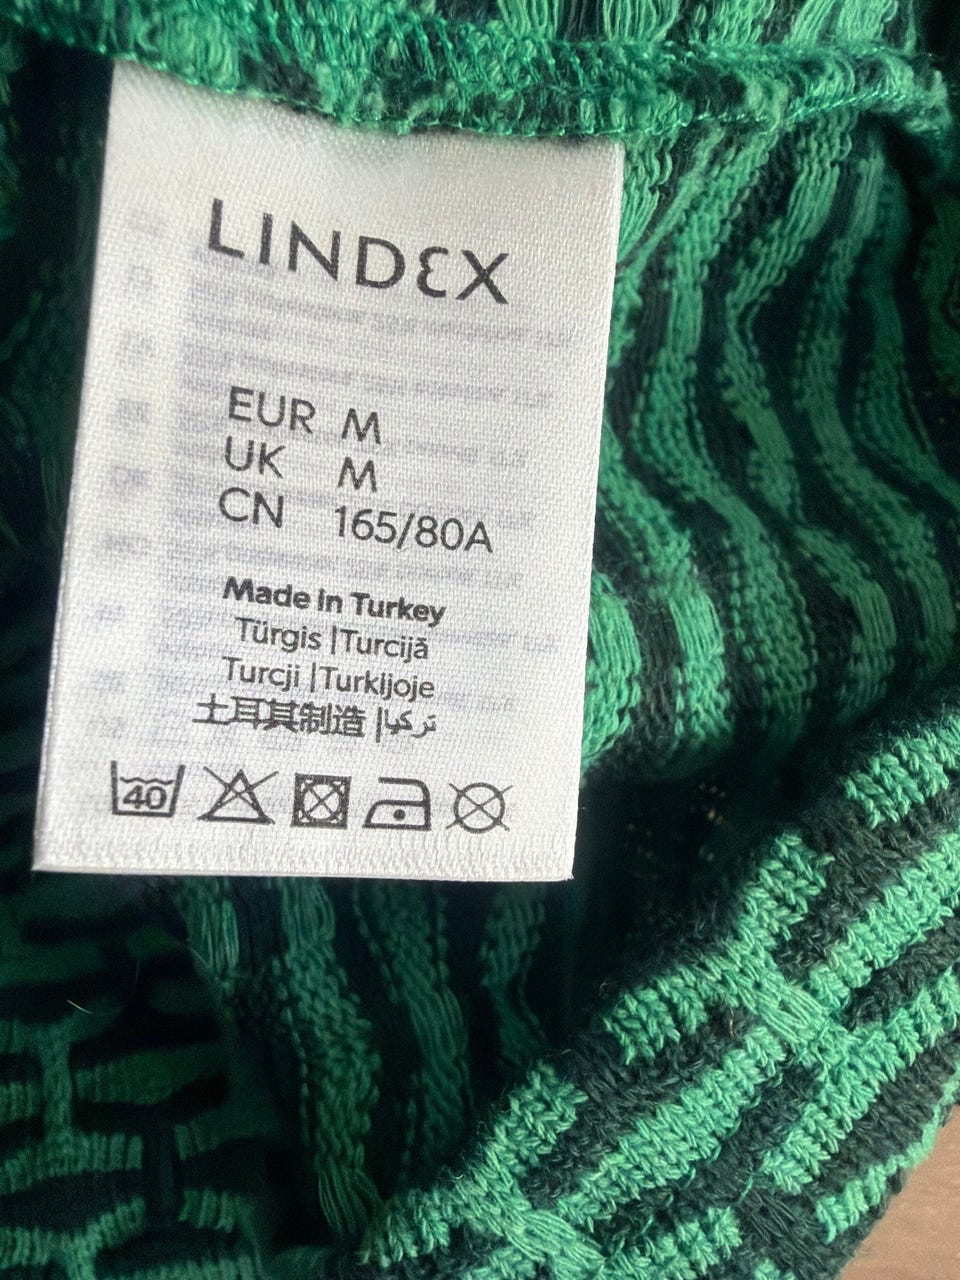 LINDEX
EUR M
UK M
CN 165/80A
Made in Turkey
Türgis |Turcijā
Turcji |Turkijoje
土耳其制造 |تركيا
40